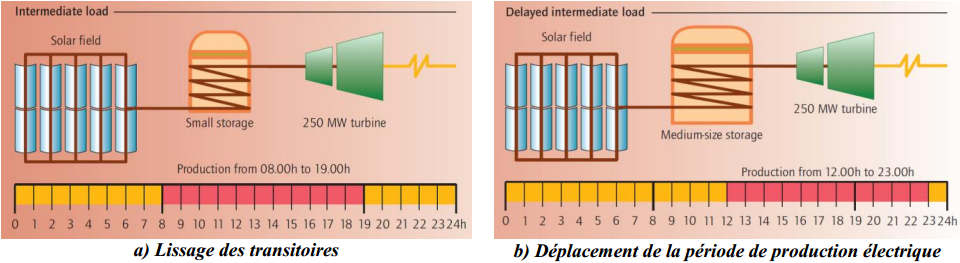 Intermediate load
Solar field
Small storage
250 MW turbine
Production from 08.00h to 19.00h
0 1 2 3 4 5 6 7 8 9 10 11 12 13 14 15 16 17 18 19 20 21 22 23 24h
a) Lissage des transitoires
Delayed intermediate load
Solar field
250 MW turbine
Medium-size storage
Production from 12.00h to 23.00h
0 1 2 3 4 5 6 7 8 8 9 10 11 12 13 14 15 16 17 18 19 20 21 22 23 24h
b) Déplacement de la période de production électrique